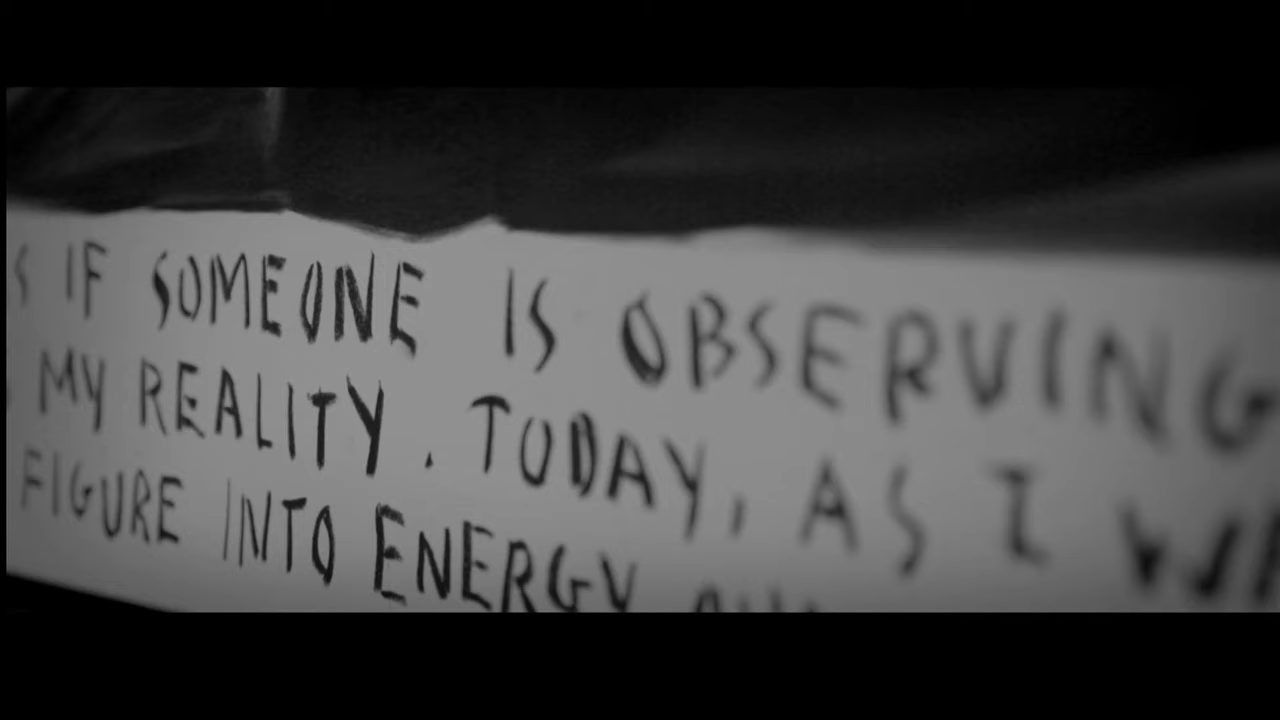 IF SOMEONE IS OBSERVING
MY REALITY. TODAY, AS I
FIGURE INTO ENERGY